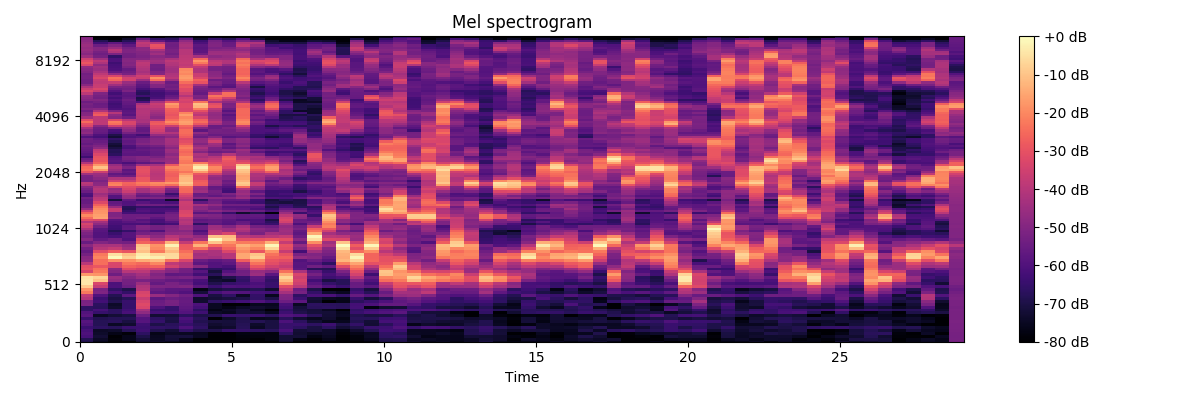 Mel spectrogram
8192
4096
2048
1024
512
0
Hz
0 5 10 15 20 25
Time
+0 dB
-10 dB
-20 dB
-30 dB
-40 dB
-50 dB
-60 dB
-70 dB
-80 dB